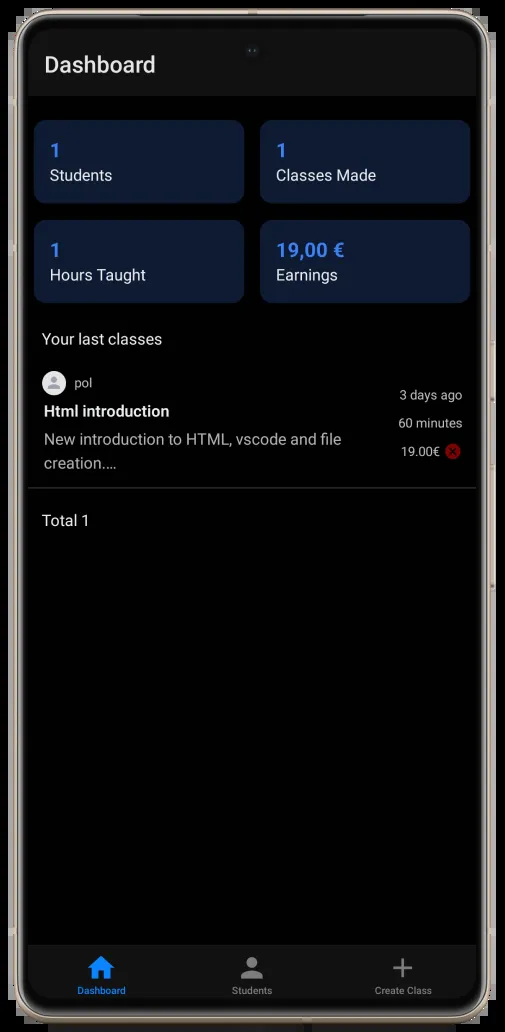 Dashboard
1
Students
1
Classes Made
1
Hours Taught
19,00 €
Earnings
Your last classes
pol
Html introduction
New introduction to HTML, vscode and file
creation....
3 days ago
60 minutes
19.00€
Total 1
Dashboard
Students
Create Class